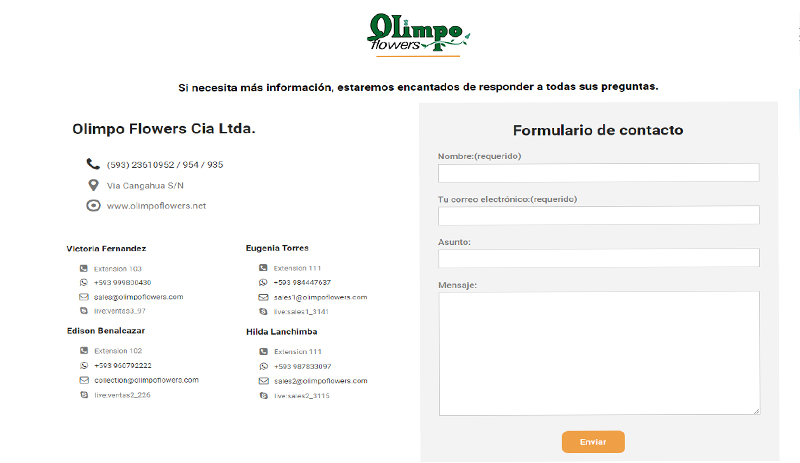 Olimpo
flowers
Si necesita más información, estaremos encantados de responder a todas sus preguntas.
Olimpo Flowers Cia Ltda.
(593) 23610952 / 954 / 935
Via Cangahua S/N
www.olimpoflowers.net
Victoria Fernandez
Extension 103
+593 999800430
sales@olimpoflowers.com
live:ventas3_97
Eugenia Torres
Extension 111
+593 984447637
sales1@olimpoflowers.com
live:sales1_3141
Edison Benalcazar
Extension 102
+593 960792222
collection@olimpoflowers.com
live:ventas2_226
Hilda Lanchimba
Extension 111
+593 987833097
sales2@olimpoflowers.com
live:sales2_3115
Formulario de contacto
Nombre:(requerido)
Tu correo electrónico:(requerido)
Asunto:
Mensaje:
Enviar